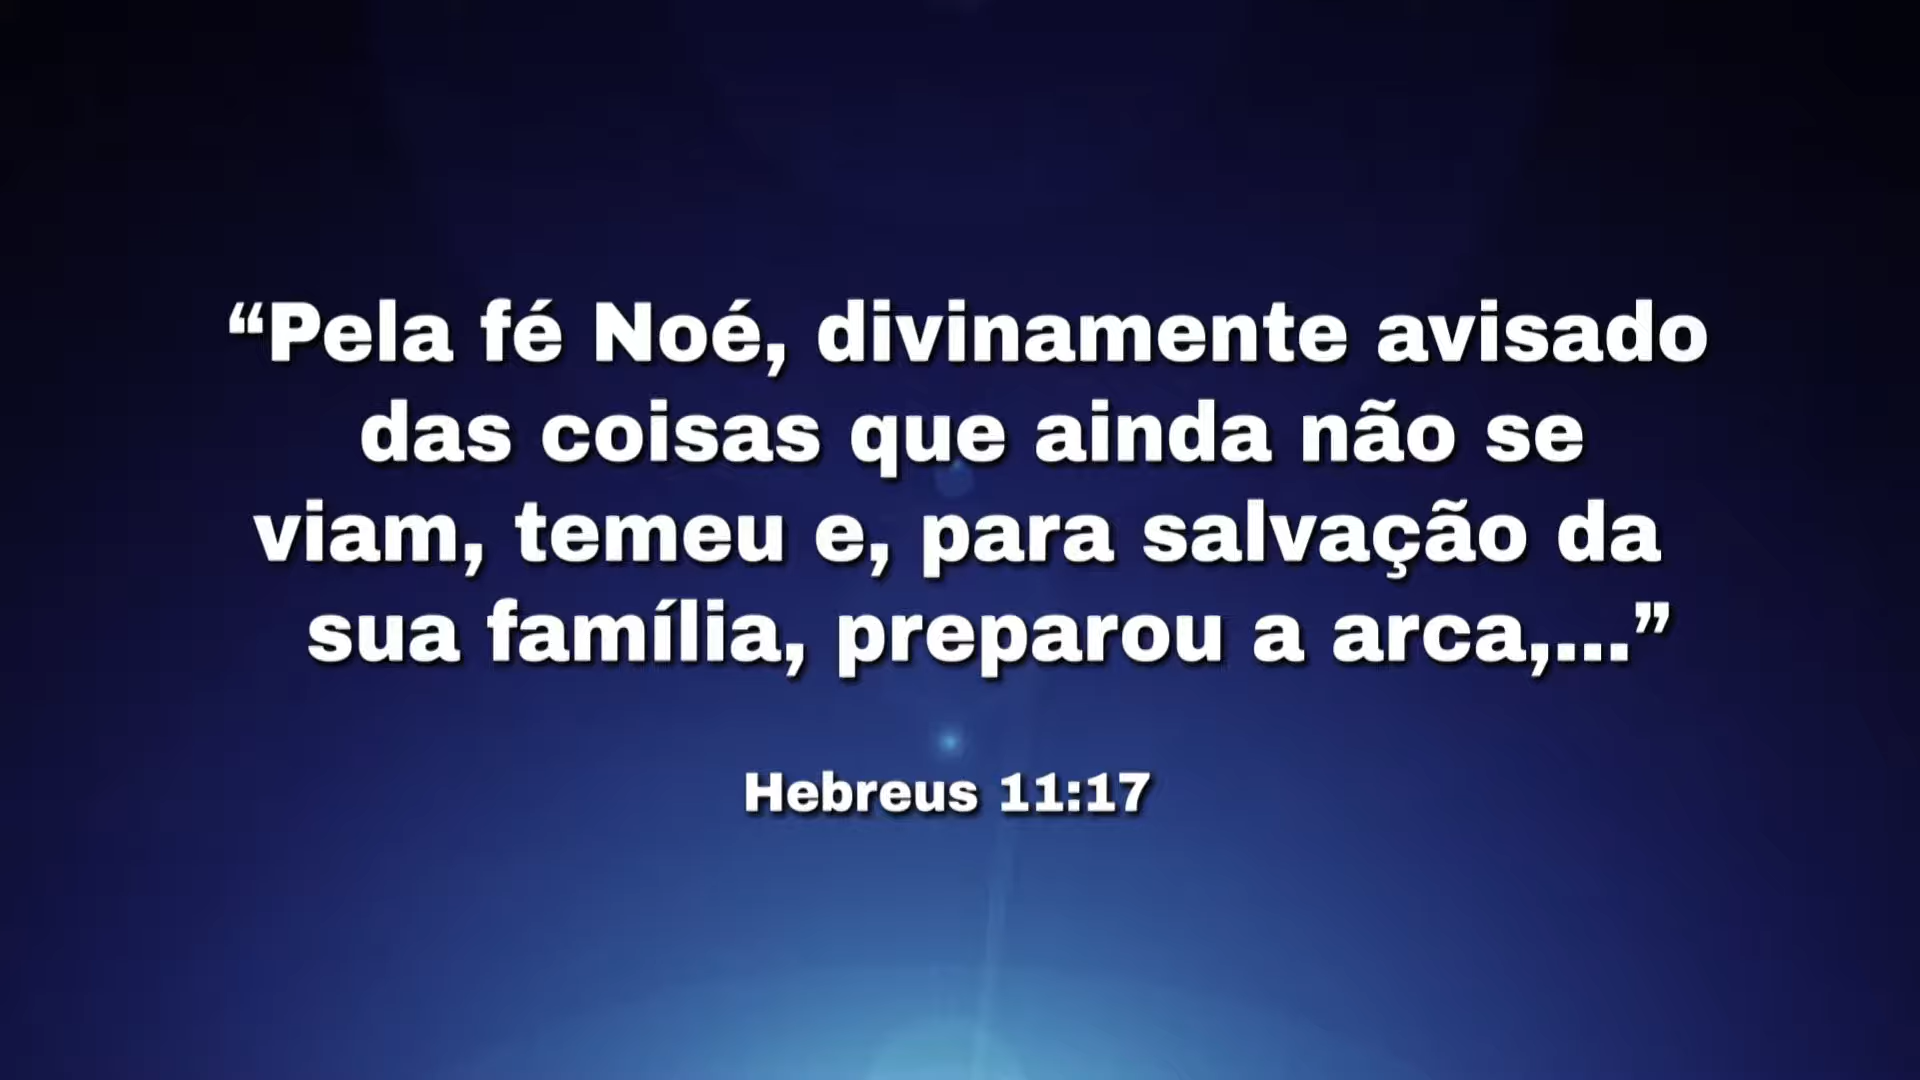 “Pela fé Noé, divinamente avisado
das coisas que ainda não se
viam, temeu e, para salvação da
sua família, preparou a arca,...”
Hebreus 11:17